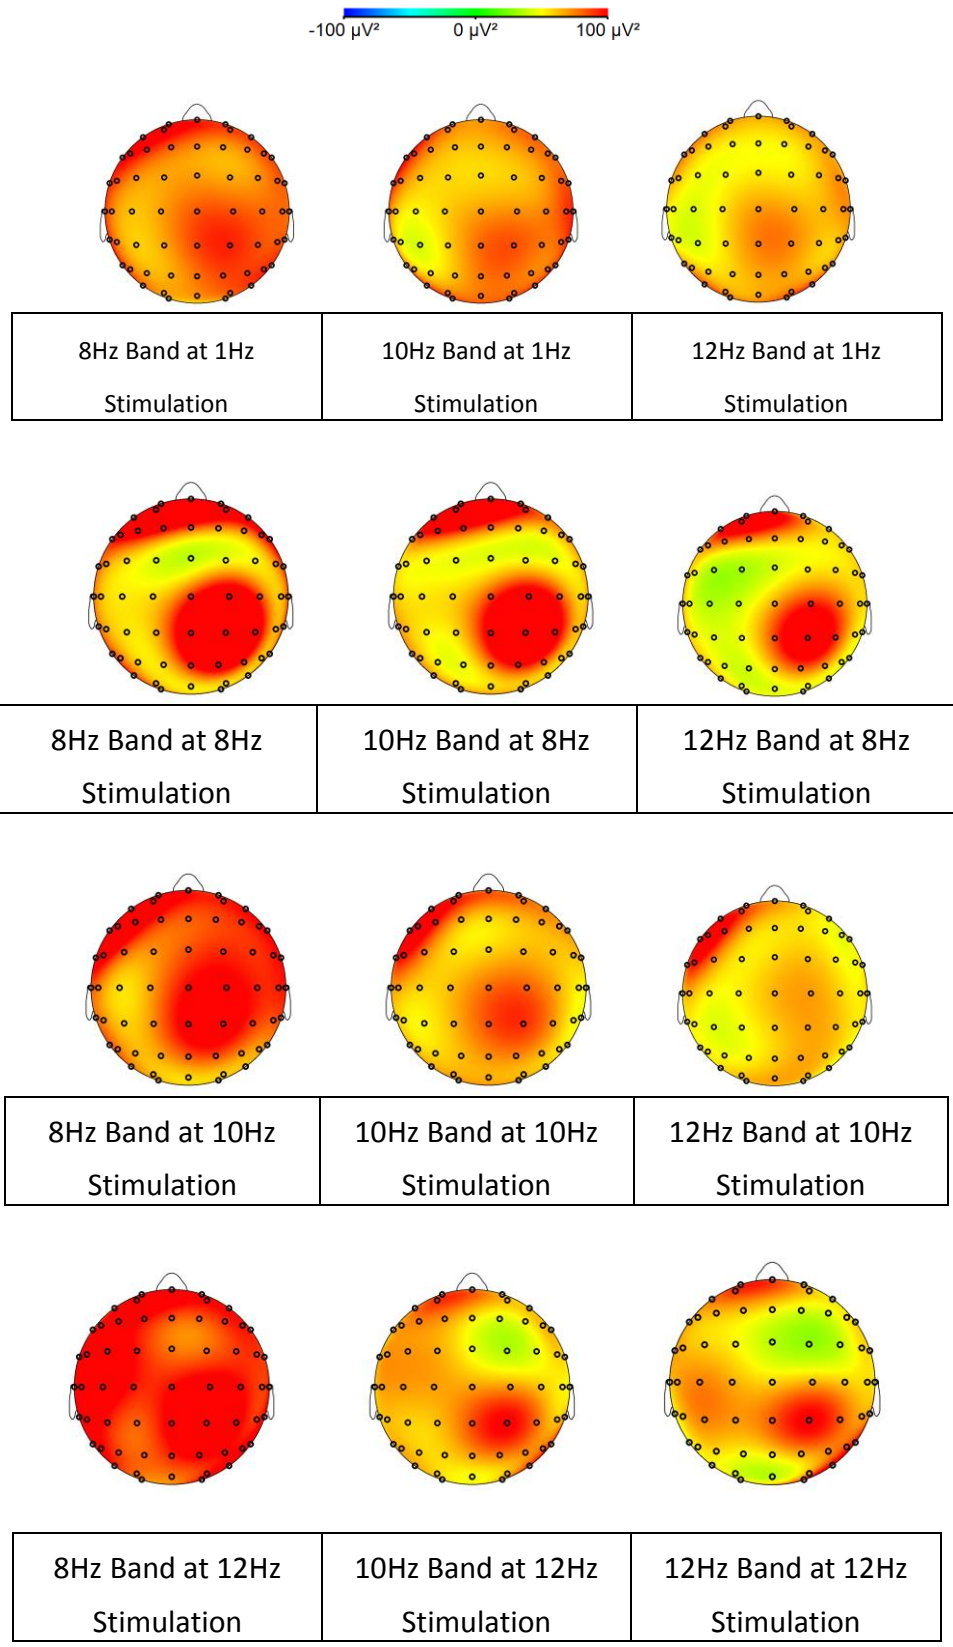 -100 µV² 0 µV² 100 µV²
8Hz Band at 1Hz
Stimulation
10Hz Band at 1Hz
Stimulation
12Hz Band at 1Hz
Stimulation
8Hz Band at 8Hz
Stimulation
10Hz Band at 8Hz
Stimulation
12Hz Band at 8Hz
Stimulation
8Hz Band at 10Hz
Stimulation
10Hz Band at 10Hz
Stimulation
12Hz Band at 10Hz
Stimulation
8Hz Band at 12Hz
Stimulation
10Hz Band at 12Hz
Stimulation
12Hz Band at 12Hz
Stimulation